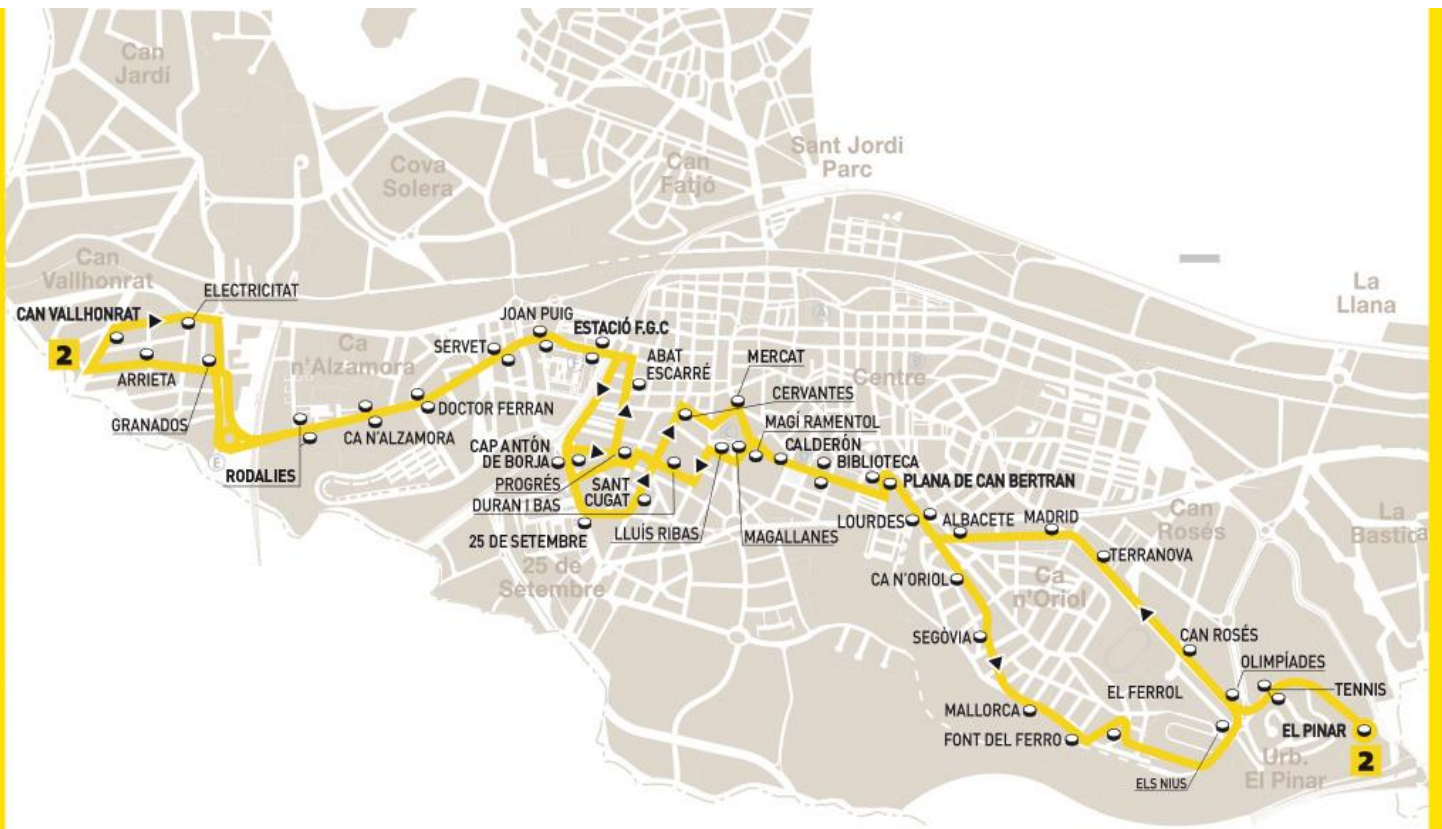 Can
Jardí
Cova
Solera
Can
Fatjó
Sant Jordi
Parc
Can
Vallhonrat
La
Llana
ELECTRICITAT
CAN VALLHONRAT
2
ARRIETA
GRANADOS
E
RODALIES
Ca
n'Alzamora
CA N'ALZAMORA
DOCTOR FERRAN
SERVET
JOAN PUIG
ESTACIÓ F.G.C
F
ABAT
ESCARRÉ
CAP ANTÓN
DE BORJA
PROGRÉS
DURAN I BAS
SANT
CUGAT
25 DE SETEMBRE
25 de
Setembre
LLUÍS RIBAS
MAGALLANES
MERCAT
CERVANTES
Centre
A
MAGÍ RAMENTOL
CALDERÓN
BIBLIOTECA
PLANA DE CAN BERTRAN
LOURDES
ALBACETE
MADRID
Can
Rosés
La
Bastida
TERRANOVA
CA N'ORIOL
Ca
n'Oriol
SEGÒVIA
CAN ROSÉS
OLIMPÍADES
EL FERROL
TENNIS
MALLORCA
FONT DEL FERRO
EL PINAR
2
ELS NIUS
Urb.
El Pinar